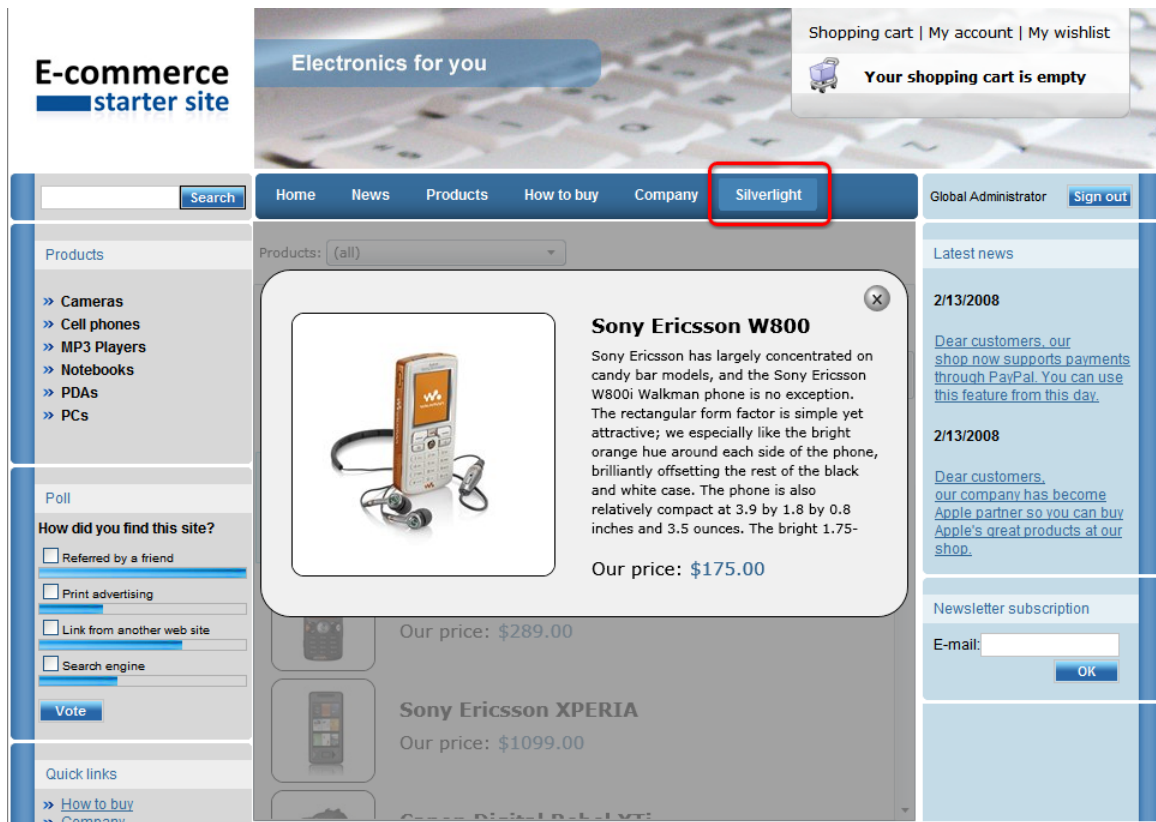 E-commerce
starter site
Electronics for you
Shopping cart | My account | My wishlist
Your shopping cart is empty
Search
Home News Products How to buy Company Silverlight
Global Administrator Sign out
Products
» Cameras
» Cell phones
» MP3 Players
» Notebooks
» PDAs
» PCs
Poll
How did you find this site?
Referred by a friend
Print advertising
Link from another web site
Search engine
Vote
Quick links
» How to buy
» Company
Products: (all)
x
Sony Ericsson W800
Sony Ericsson has largely concentrated on
candy bar models, and the Sony Ericsson
W800i Walkman phone is no exception.
The rectangular form factor is simple yet
attractive; we especially like the bright
orange hue around each side of the phone,
brilliantly offsetting the rest of the black
and white case. The phone is also
relatively compact at 3.9 by 1.8 by 0.8
inches and 3.5 ounces. The bright 1.75-
Our price: $175.00
Our price: $289.00
Sony Ericsson XPERIA
Our price: $1099.00
Canon Digital Rebel XTi
Latest news
2/13/2008
Dear customers, our
shop now supports payments
through PayPal. You can use
this feature from this day.
2/13/2008
Dear customers,
our company has become
Apple partner so you can buy
Apple's great products at our
shop.
Newsletter subscription
E-mail:
OK